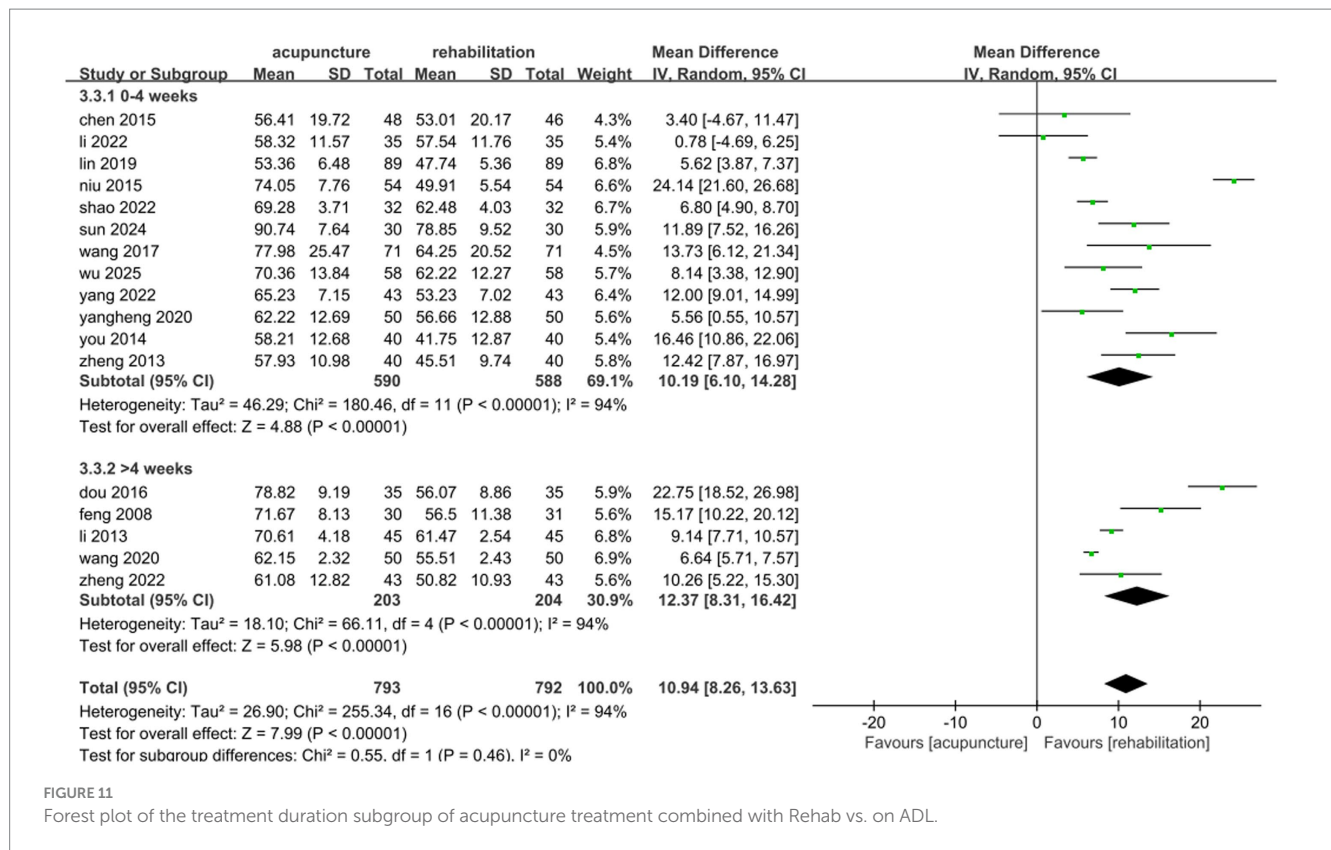 acupuncture rehabilitation Mean Difference Mean Difference
Study or Subgroup Mean SD Total Mean SD Total Weight IV, Random, 95% CI IV, Random, 95% CI
3.3.1 0-4 weeks
chen 2015 56.41 19.72 48 53.01 20.17 46 4.3% 3.40 [-4.67, 11.47]
li 2022 58.32 11.57 35 57.54 11.76 35 5.4% 0.78 [-4.69, 6.25]
lin 2019 53.36 6.48 89 47.74 5.36 89 6.8% 5.62 [3.87, 7.37]
niu 2015 74.05 7.76 54 49.91 5.54 54 6.6% 24.14 [21.60, 26.68]
shao 2022 69.28 3.71 32 62.48 4.03 32 6.7% 6.80 [4.90, 8.70]
sun 2024 90.74 7.64 30 78.85 9.52 30 5.9% 11.89 [7.52, 16.26]
wang 2017 77.98 25.47 71 64.25 20.52 71 4.5% 13.73 [6.12, 21.34]
wu 2025 70.36 13.84 58 62.22 12.27 58 5.7% 8.14 [3.38, 12.90]
yang 2022 65.23 7.15 43 53.23 7.02 43 6.4% 12.00 [9.01, 14.99]
yangheng 2020 62.22 12.69 50 56.66 12.88 50 5.6% 5.56 [0.55, 10.57]
you 2014 58.21 12.68 40 41.75 12.87 40 5.4% 16.46 [10.86, 22.06]
zheng 2013 57.93 10.98 40 45.51 9.74 40 5.8% 12.42 [7.87, 16.97]
Subtotal (95% CI) 590 588 69.1% 10.19 [6.10, 14.28]
Heterogeneity: Tau² = 46.29; Chi² = 180.46, df = 11 (P < 0.00001); I² = 94%
Test for overall effect: Z = 4.88 (P < 0.00001)
3.3.2 >4 weeks
dou 2016 78.82 9.19 35 56.07 8.86 35 5.9% 22.75 [18.52, 26.98]
feng 2008 71.67 8.13 30 56.5 11.38 31 5.6% 15.17 [10.22, 20.12]
li 2013 70.61 4.18 45 61.47 2.54 45 6.8% 9.14 [7.71, 10.57]
wang 2020 62.15 2.32 50 55.51 2.43 50 6.9% 6.64 [5.71, 7.57]
zheng 2022 61.08 12.82 43 50.82 10.93 43 5.6% 10.26 [5.22, 15.30]
Subtotal (95% CI) 203 204 30.9% 12.37 [8.31, 16.42]
Heterogeneity: Tau² = 18.10; Chi² = 66.11, df = 4 (P < 0.00001); I² = 94%
Test for overall effect: Z = 5.98 (P < 0.00001)
Total (95% CI) 793 792 100.0% 10.94 [8.26, 13.63]
Heterogeneity: Tau² = 26.90; Chi² = 255.34, df = 16 (P < 0.00001); I² = 94%
Test for overall effect: Z = 7.99 (P < 0.00001)
Test for subgroup differences: Chi² = 0.55, df = 1 (P = 0.46), I² = 0%
-20 -10 0 10 20
Favours [acupuncture] Favours [rehabilitation]
FIGURE 11
Forest plot of the treatment duration subgroup of acupuncture treatment combined with Rehab vs. on ADL.